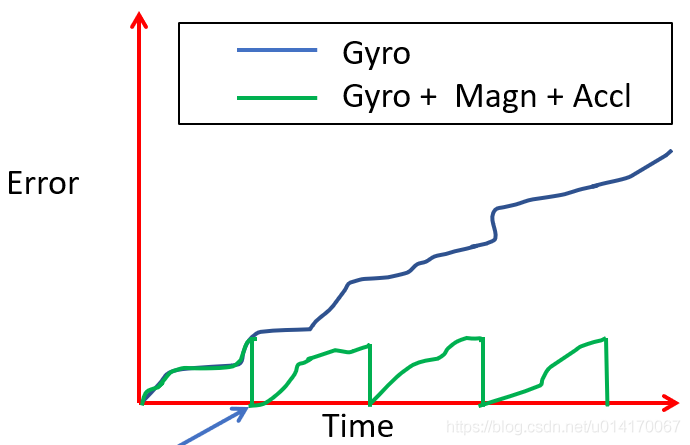 Gyro
Gyro + Magn + Accl
Error
Time
https://blog.csdn.net/u014170067